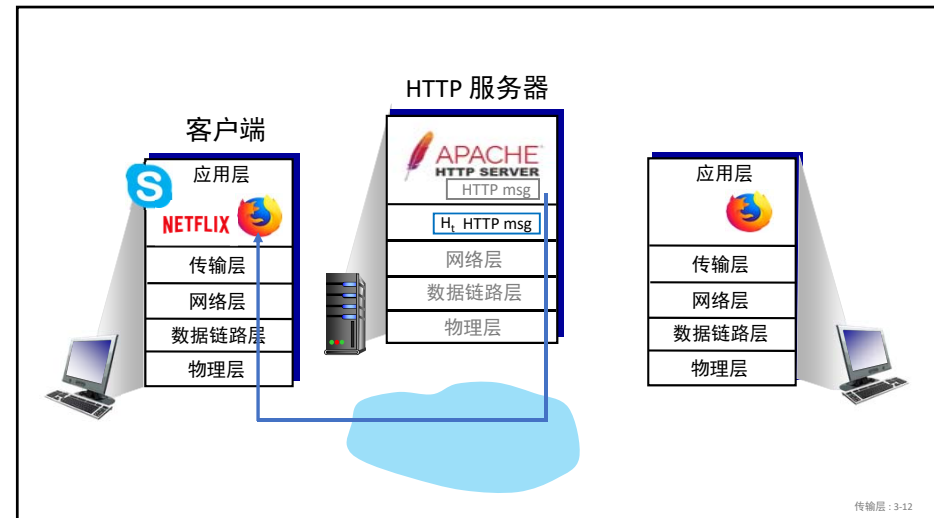 HTTP 服务器
客户端
APACHE
HTTP SERVER
HTTP msg
Ht HTTP msg
网络层
数据链路层
物理层
S
应用层
NETFLIX
传输层
网络层
数据链路层
物理层
应用层
传输层
网络层
数据链路层
物理层
传输层 : 3-12